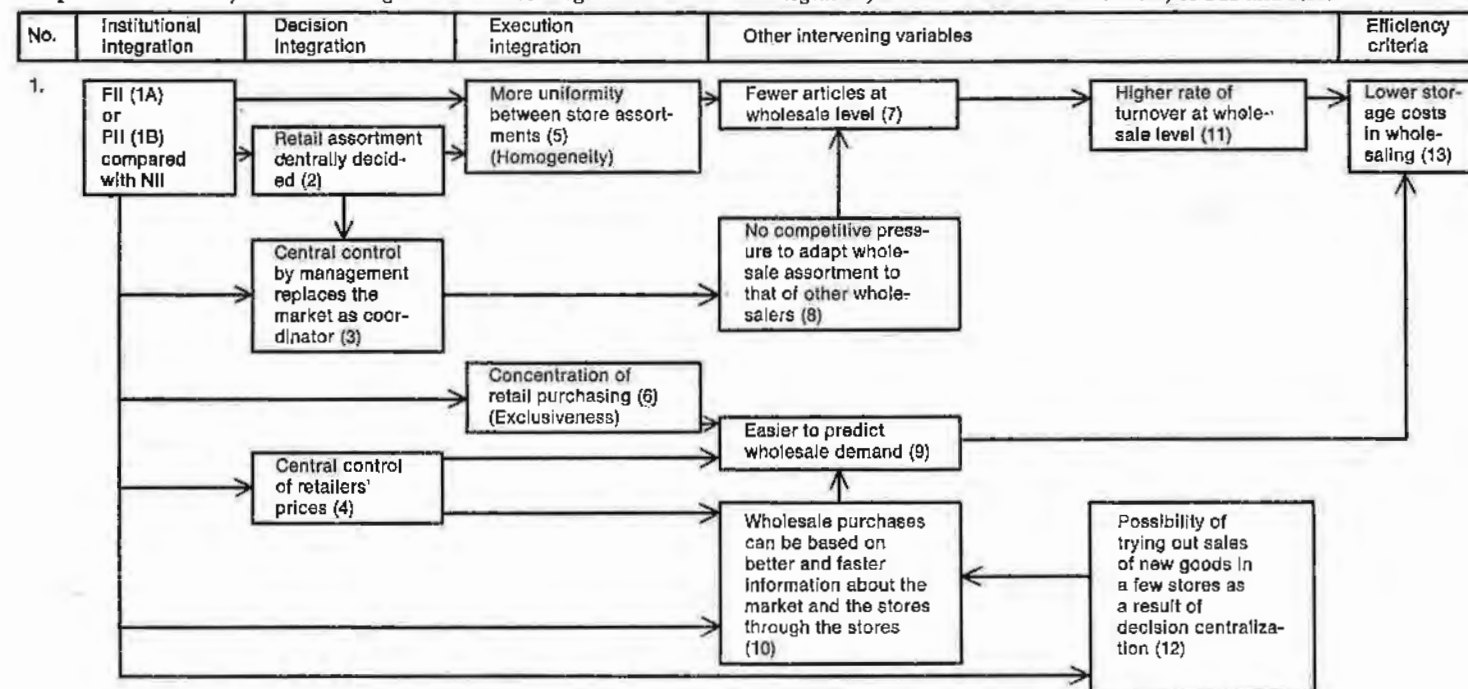 No.
Institutional
integration
Decision
Integration
Execution
integration
Other intervening variables
Efficiency
criteria
1.
FII (1A)
or
PII (1B)
compared
with NII
Retail assortment
centrally decid-
ed (2)
Central control
by management
replaces the
market as coor-
dinator (3)
Central control
of retailers'
prices (4)
More uniformity
between store assort-
ments (5)
(Homogeneity)
Concentration of
retail purchasing (6)
(Exclusiveness)
Fewer articles at
wholesale level (7)
No competitive press-
ure to adapt whole-
sale assortment to
that of other whole-
salers (8)
Easier to predict
wholesale demand (9)
Wholesale purchases
can be based on
better and faster
information about the
market and the stores
through the stores
(10)
Higher rate of
turnover at whole-
sale level (11)
Possibility of
trying out sales
of new goods in
a few stores as
a result of
decision centraliza-
tion (12)
Lower stor-
age costs
in whole-
saling (13)